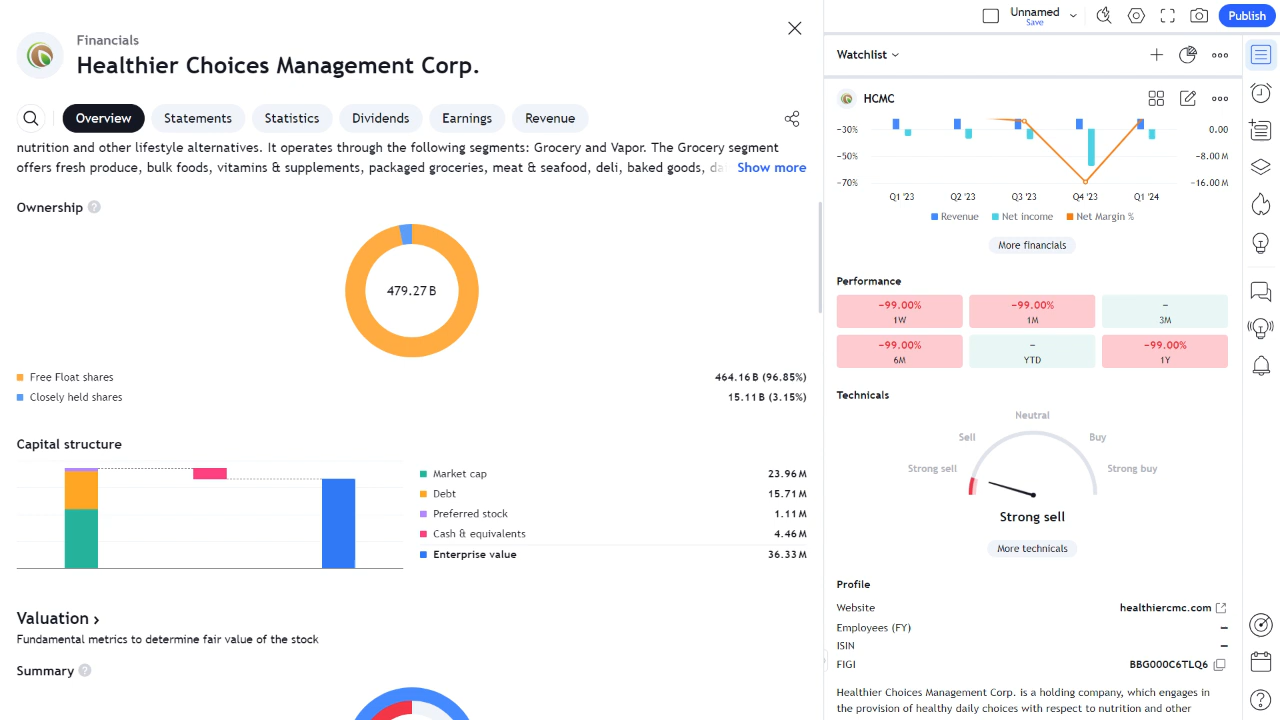 Financials
Healthier Choices Management Corp.
Overview
Statements
Statistics
Dividends
Earnings
Revenue
nutrition and other lifestyle alternatives. It operates through the following segments: Grocery and Vapor. The Grocery segment
offers fresh produce, bulk foods, vitamins & supplements, packaged groceries, meat & seafood, deli, baked goods, da Show more
Ownership ?
479.27 B
Free Float shares 464.16 B (96.85%)
Closely held shares 15.11 B (3.15%)
Capital structure
Market cap 23.96 M
Debt 15.71 M
Preferred stock 1.11 M
Cash & equivalents 4.46 M
Enterprise value 36.33 M
Valuation ›
Fundamental metrics to determine fair value of the stock
Summary ?
Unnamed
Save
Publish
Watchlist
HCMC
−30% 0.00
−50% −8.00 M
−70% −16.00 M
Q1 '23 Q2 '23 Q3 '23 Q4 '23 Q1 '24
Revenue Net income Net Margin %
More financials
Performance
−99.00% −99.00% –
1W 1M 3M
−99.00% – −99.00%
6M YTD 1Y
Technicals
Neutral
Sell Buy
Strong sell Strong buy
Strong sell
More technicals
Profile
Website healthiercmc.com
Employees (FY) –
ISIN –
FIGI BBG000C6TLQ6
Healthier Choices Management Corp. is a holding company, which engages in
the provision of healthy daily choices with respect to nutrition and other